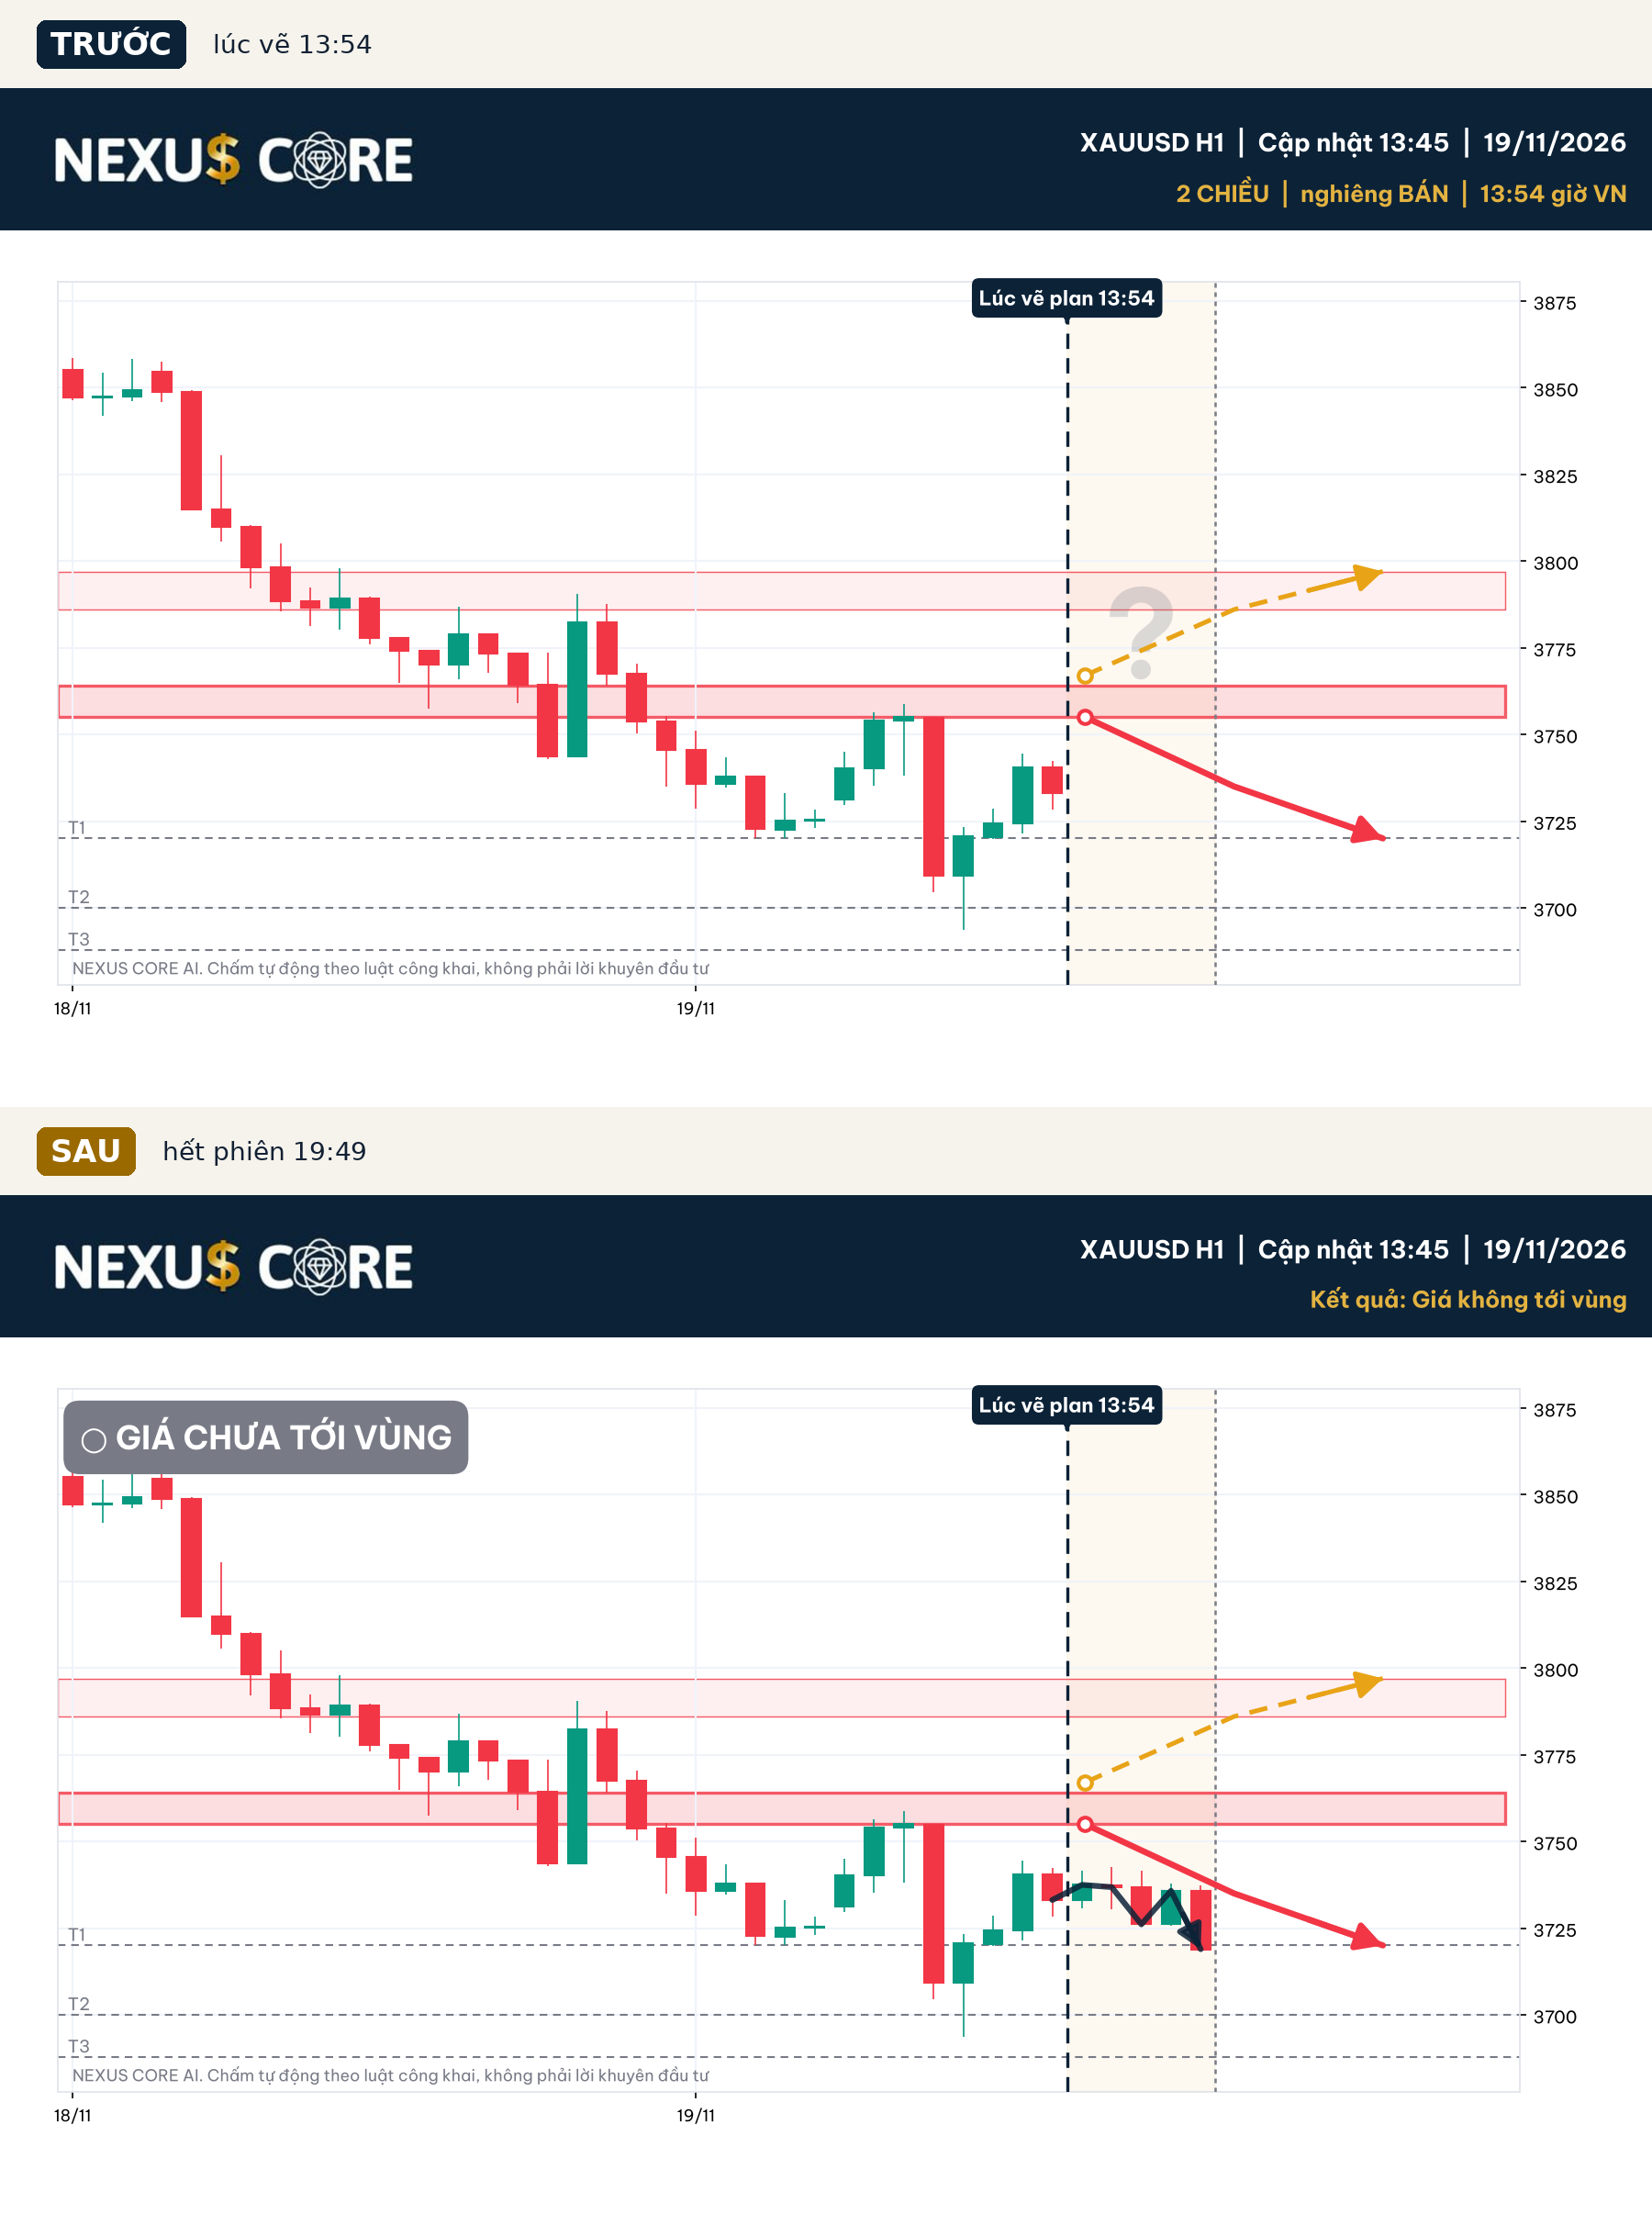 TRƯỚC lúc vẽ 13:54
NEXU$ CORE
XAUUSD H1 | Cập nhật 13:45 | 19/11/2026
2 CHIỀU | nghiêng BÁN | 13:54 giờ VN
Lúc vẽ plan 13:54
3875
3850
3825
3800
?
3775
3750
3725
T1
T2
3700
T3
NEXUS CORE AI. Chấm tự động theo luật công khai, không phải lời khuyên đầu tư
18/11 19/11
SAU hết phiên 19:49
NEXU$ CORE
XAUUSD H1 | Cập nhật 13:45 | 19/11/2026
Kết quả: Giá không tới vùng
Lúc vẽ plan 13:54
3875
○ GIÁ CHƯA TỚI VÙNG
3850
3825
3800
3775
3750
3725
T1
T2
3700
T3
NEXUS CORE AI. Chấm tự động theo luật công khai, không phải lời khuyên đầu tư
18/11 19/11